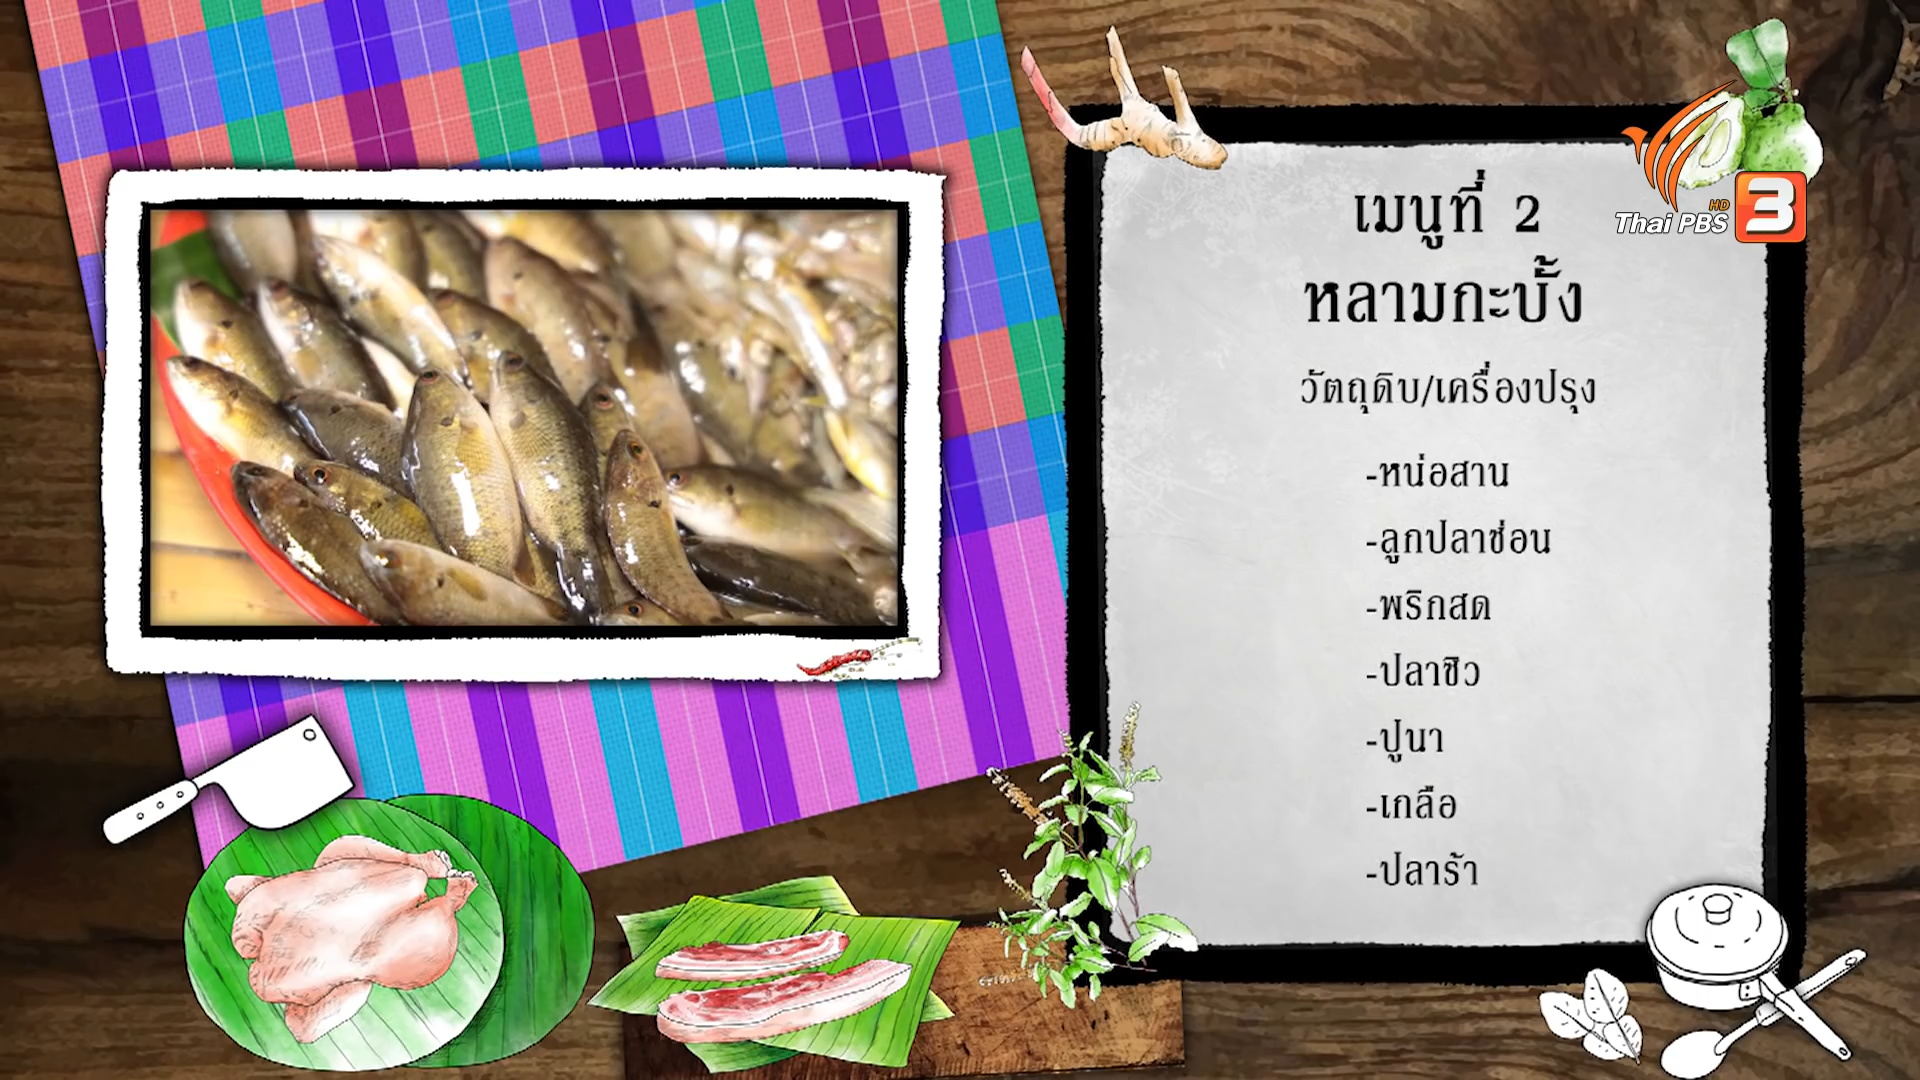 เมนูที่ 2
หลามกะบั้ง
วัตถุดิบ/เครื่องปรุง
-หน่อสาน
-ลูกปลาช่อน
-พริกสด
-ปลาซิว
-ปูนา
-เกลือ
-ปลาร้า
Thai PBS HD 3